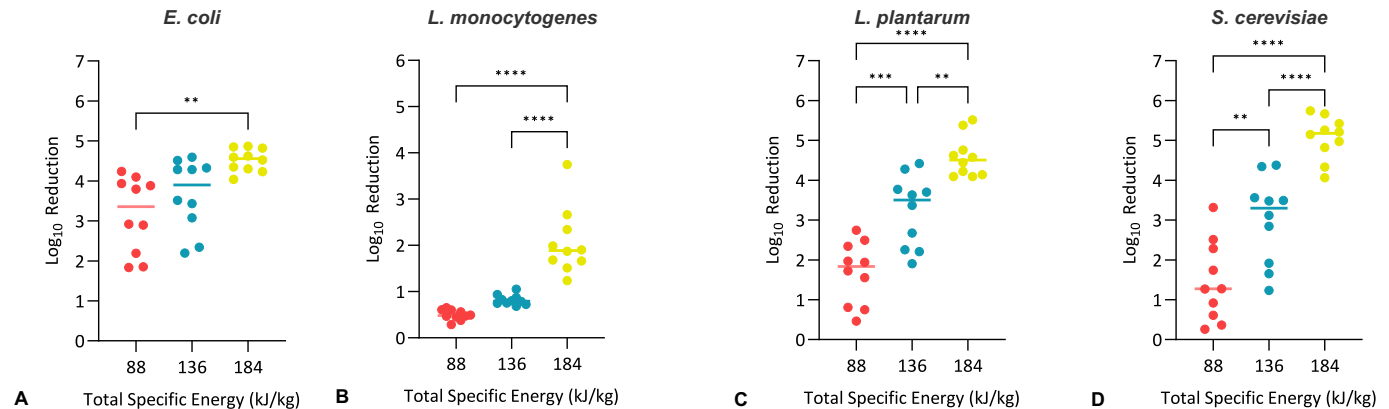 E. coli
**
7
6
5
4
3
2
1
0
Log10 Reduction
88 136 184
Total Specific Energy (kJ/kg)
A
L. monocytogenes
****
****
6
5
4
3
2
1
0
Log10 Reduction
88 136 184
Total Specific Energy (kJ/kg)
B
L. plantarum
****
*** **
7
6
5
4
3
2
1
0
Log10 Reduction
88 136 184
Total Specific Energy (kJ/kg)
C
S. cerevisiae
****
****
**
7
6
5
4
3
2
1
0
Log10 Reduction
88 136 184
Total Specific Energy (kJ/kg)
D